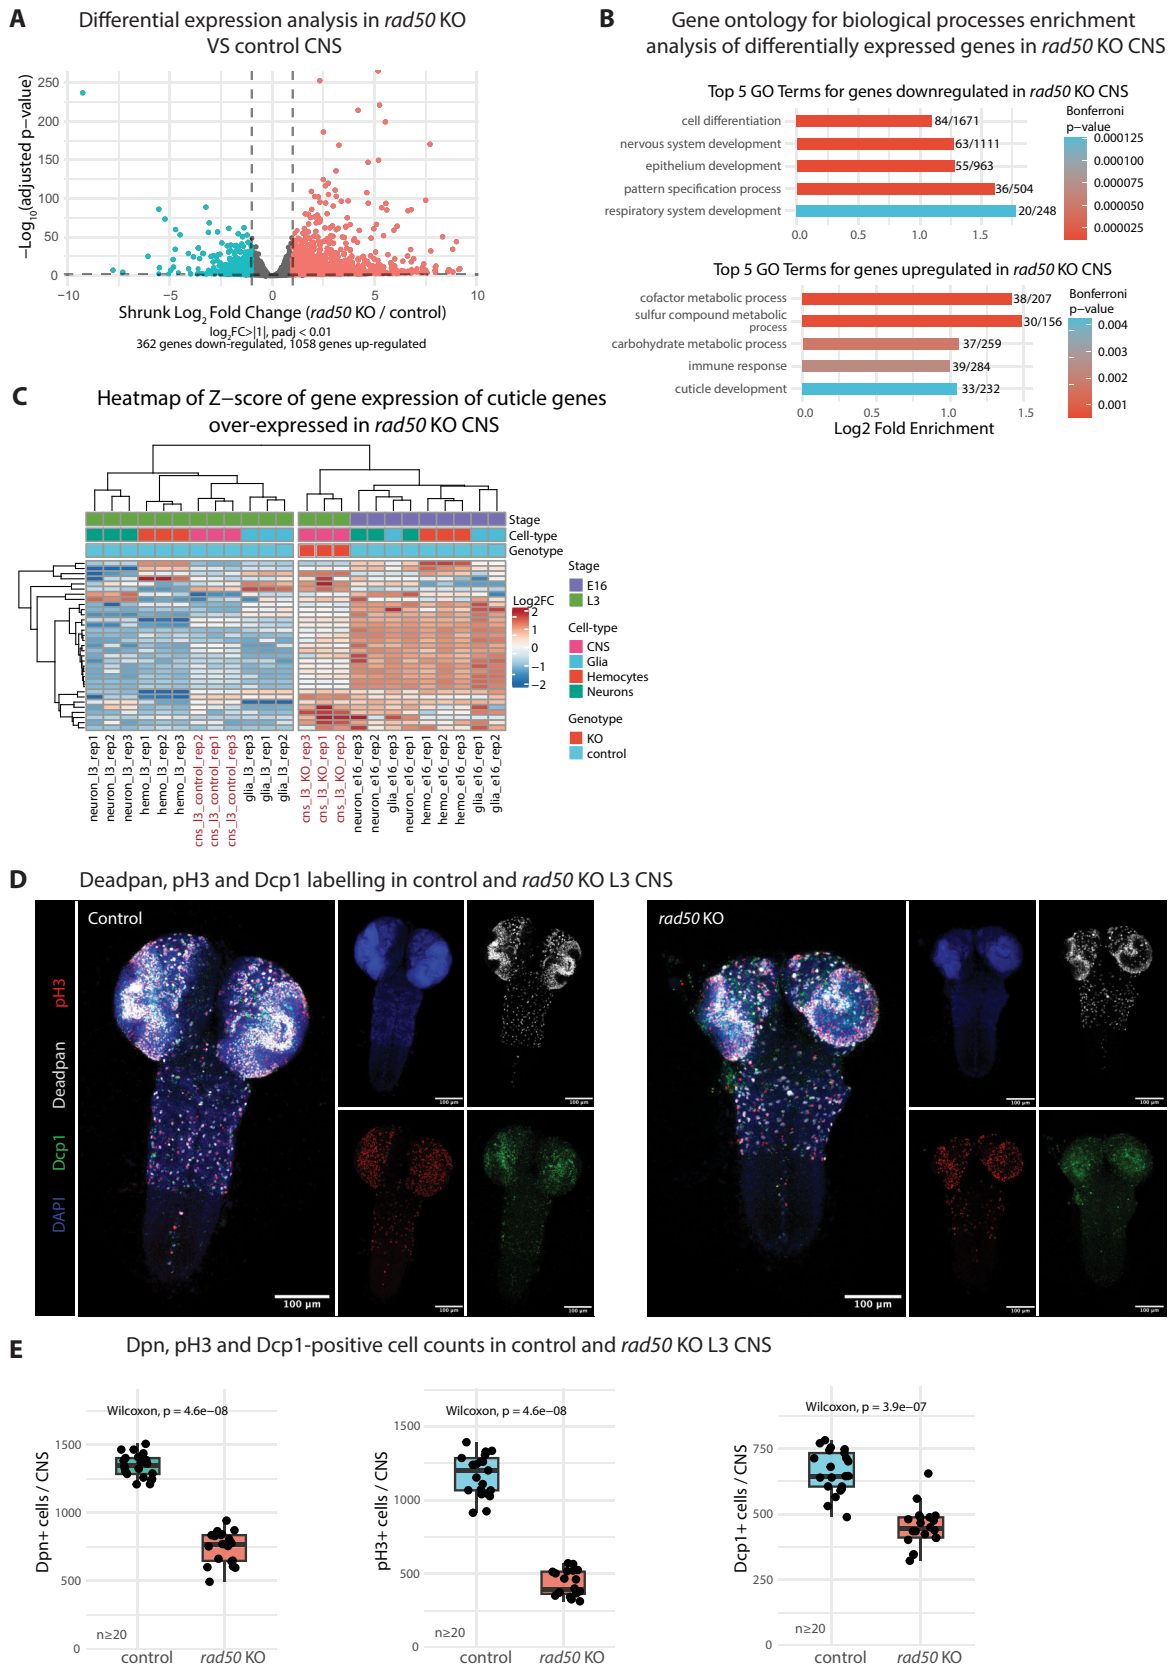 A
Differential expression analysis in rad50 KO
VS control CNS
−Log10(adjusted p−value)
250
200
150
100
50
0
−10
−5
0
5
10
Shrunk Log2 Fold Change (rad50 KO / control)
log2FC>|1|, padj < 0.01
362 genes down-regulated, 1058 genes up-regulated
B
Gene ontology for biological processes enrichment
analysis of differentially expressed genes in rad50 KO CNS
Top 5 GO Terms for genes downregulated in rad50 KO CNS
cell differentiation
84/1671
nervous system development
63/1111
epithelium development
55/963
pattern specification process
36/504
respiratory system development
20/248
0.0
0.5
1.0
1.5
Bonferroni
p−value
0.000125
0.000100
0.000075
0.000050
0.000025
Top 5 GO Terms for genes upregulated in rad50 KO CNS
cofactor metabolic process
38/207
sulfur compound metabolic
process
30/156
carbohydrate metabolic process
37/259
immune response
39/284
cuticle development
33/232
0.0
0.5
1.0
1.5
Log2 Fold Enrichment
Bonferroni
p−value
0.004
0.003
0.002
0.001
C
Heatmap of Z−score of gene expression of cuticle genes
over-expressed in rad50 KO CNS
Stage
Cell-type
Genotype
Log2FC
2
1
0
−1
−2
Stage
E16
L3
Cell-type
CNS
Glia
Hemocytes
Neurons
Genotype
KO
control
neuron_l3_rep1
neuron_l3_rep2
neuron_l3_rep3
hemo_l3_rep1
hemo_l3_rep2
hemo_l3_rep3
cns_l3_control_rep2
cns_l3_control_rep1
cns_l3_control_rep3
glia_l3_rep3
glia_l3_rep1
glia_l3_rep2
cns_l3_KO_rep3
cns_l3_KO_rep1
cns_l3_KO_rep2
neuron_e16_rep3
neuron_e16_rep2
glia_e16_rep3
neuron_e16_rep1
hemo_e16_rep1
hemo_e16_rep2
hemo_e16_rep3
glia_e16_rep1
glia_e16_rep2
D
Deadpan, pH3 and Dcp1 labelling in control and rad50 KO L3 CNS
DAPI Dcp1 Deadpan pH3
Control
100 µm
100 µm
100 µm
100 µm
100 µm
rad50 KO
100 µm
100 µm
100 µm
100 µm
100 µm
E
Dpn, pH3 and Dcp1-positive cell counts in control and rad50 KO L3 CNS
Dpn+ cells / CNS
Wilcoxon, p = 4.6e−08
1500
1000
500
0
n≥20
control
rad50 KO
pH3+ cells / CNS
Wilcoxon, p = 4.6e−08
1500
1000
500
0
n≥20
control
rad50 KO
Dcp1+ cells / CNS
Wilcoxon, p = 3.9e−07
750
500
250
0
n≥20
control
rad50 KO